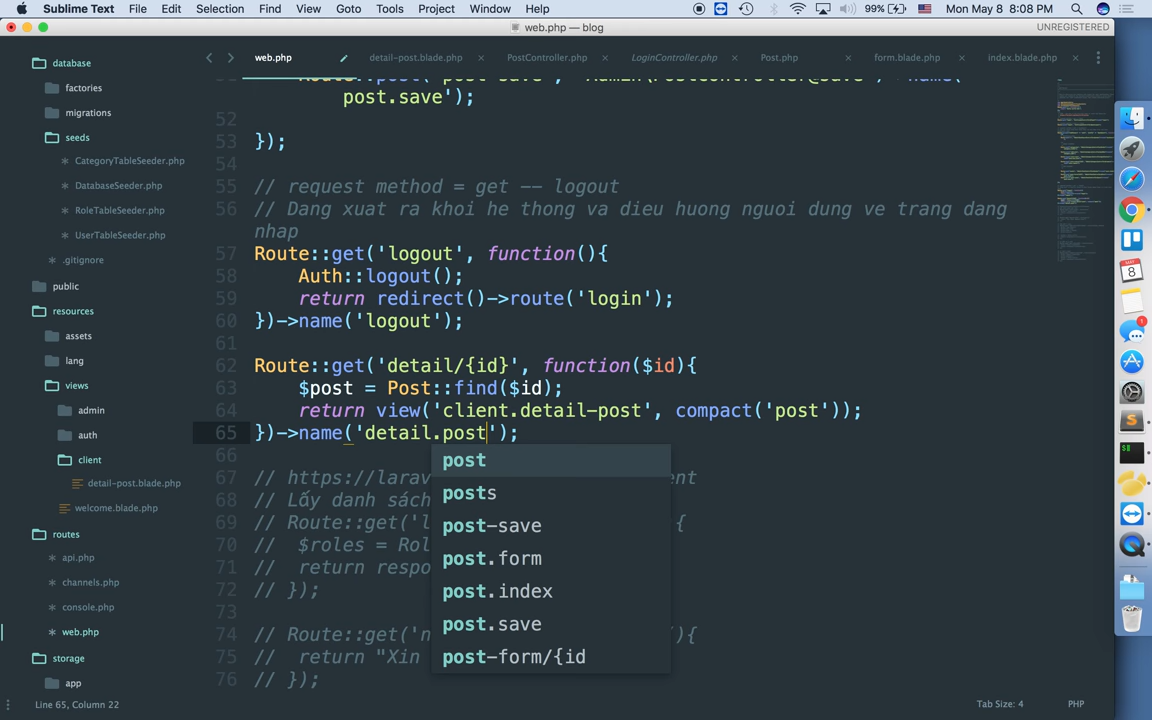 Sublime Text File Edit Selection Find View Goto Tools Project Window Help 99% Mon May 8 8:08 PM
web.php — blog UNREGISTERED
web.php detail-post.blade.php PostController.php LoginController.php Post.php form.blade.php index.blade.php
database
factories
migrations
seeds
CategoryTableSeeder.php
DatabaseSeeder.php
RoleTableSeeder.php
UserTableSeeder.php
.gitignore
public
resources
assets
lang
views
admin
auth
client
detail-post.blade.php
welcome.blade.php
routes
api.php
channels.php
console.php
web.php
storage
app
post.save');
52
53 });
54
55 // request method = get -- logout
56 // Dang xuat ra khoi he thong va dieu huong nguoi dung ve trang dang
nhap
57 Route::get('logout', function(){
58 Auth::logout();
59 return redirect()->route('login');
60 })->name('logout');
61
62 Route::get('detail/{id}', function($id){
63 $post = Post::find($id);
64 return view('client.detail-post', compact('post'));
65 })->name('detail.post');
66
67 // https://larav ent
68 // Lấy danh sách
69 // Route::get('l {
70 // $roles = Rol
71 // return respo
72 // });
73
74 // Route::get('n ){
75 // return "Xin
76 // });
post
posts
post-save
post.form
post.index
post.save
post-form/{id
8
1
Line 65, Column 22 Tab Size: 4 PHP